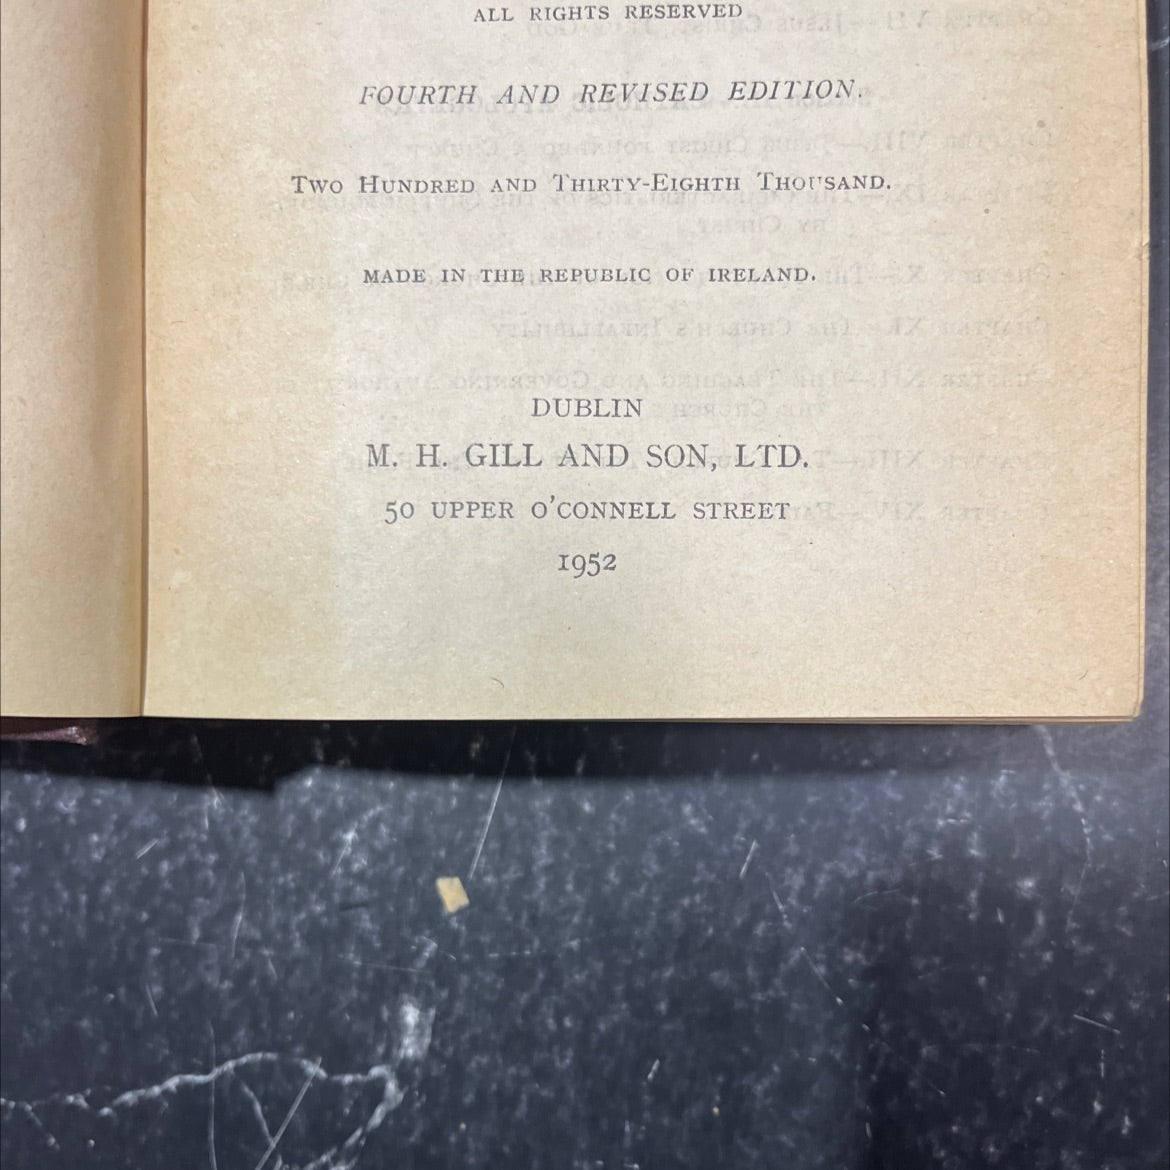 ALL RIGHTS RESERVED
FOURTH AND REVISED EDITION.
TWO HUNDRED AND THIRTY-EIGHTH THOUSAND.
MADE IN THE REPUBLIC OF IRELAND.
DUBLIN
M. H. GILL AND SON, LTD.
50 UPPER O'CONNELL STREET
1952